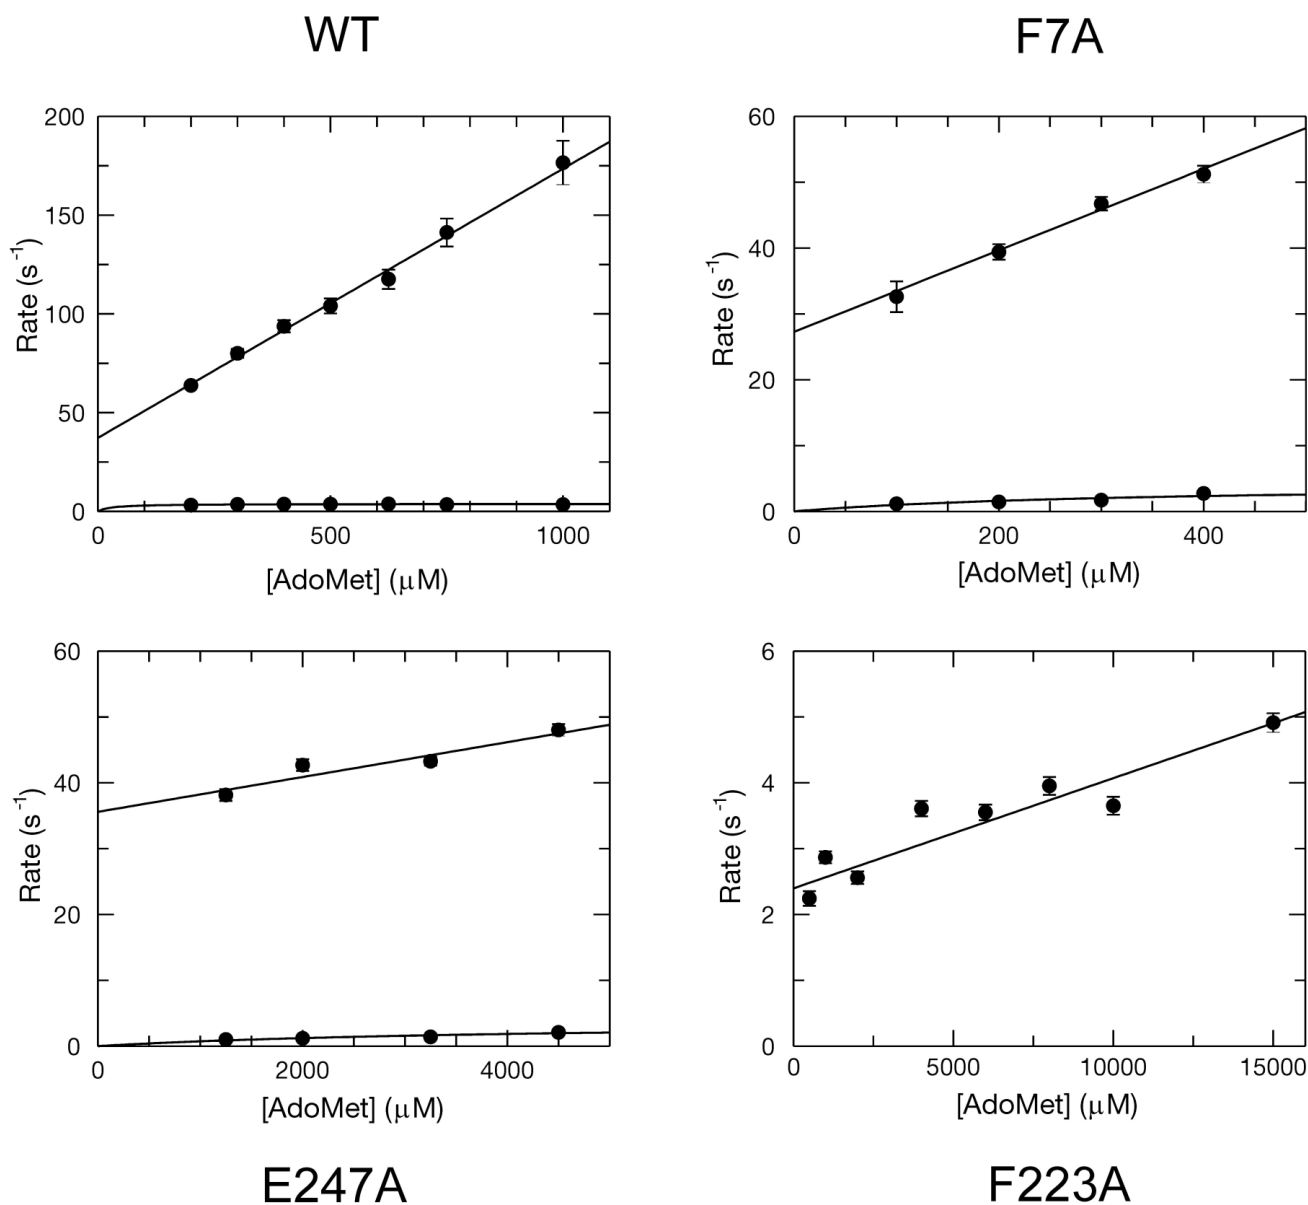 WT
F7A
200
150
100
50
0
Rate (s⁻¹)
0 500 1000
[AdoMet] (μM)
60
40
20
0
Rate (s⁻¹)
0 200 400
[AdoMet] (μM)
60
40
20
0
Rate (s⁻¹)
0 2000 4000
[AdoMet] (μM)
6
4
2
0
Rate (s⁻¹)
0 5000 10000 15000
[AdoMet] (μM)
E247A
F223A